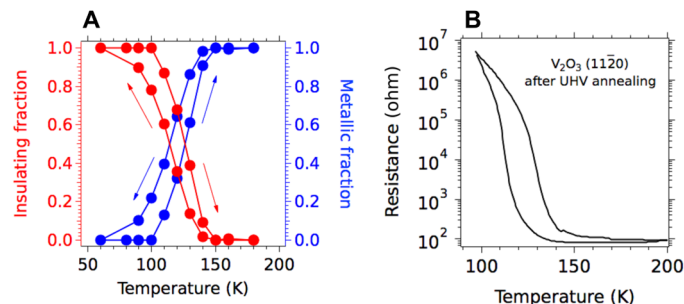 A
Insulating fraction
1.0
0.8
0.6
0.4
0.2
0.0
1.0
0.8
0.6
0.4
0.2
0.0
Metallic fraction
50 100 150 200
Temperature (K)
B
Resistance (ohm)
10⁷
10⁶
10⁵
10⁴
10³
10²
V₂O₃ (112̅0)
after UHV annealing
100 150 200
Temperature (K)